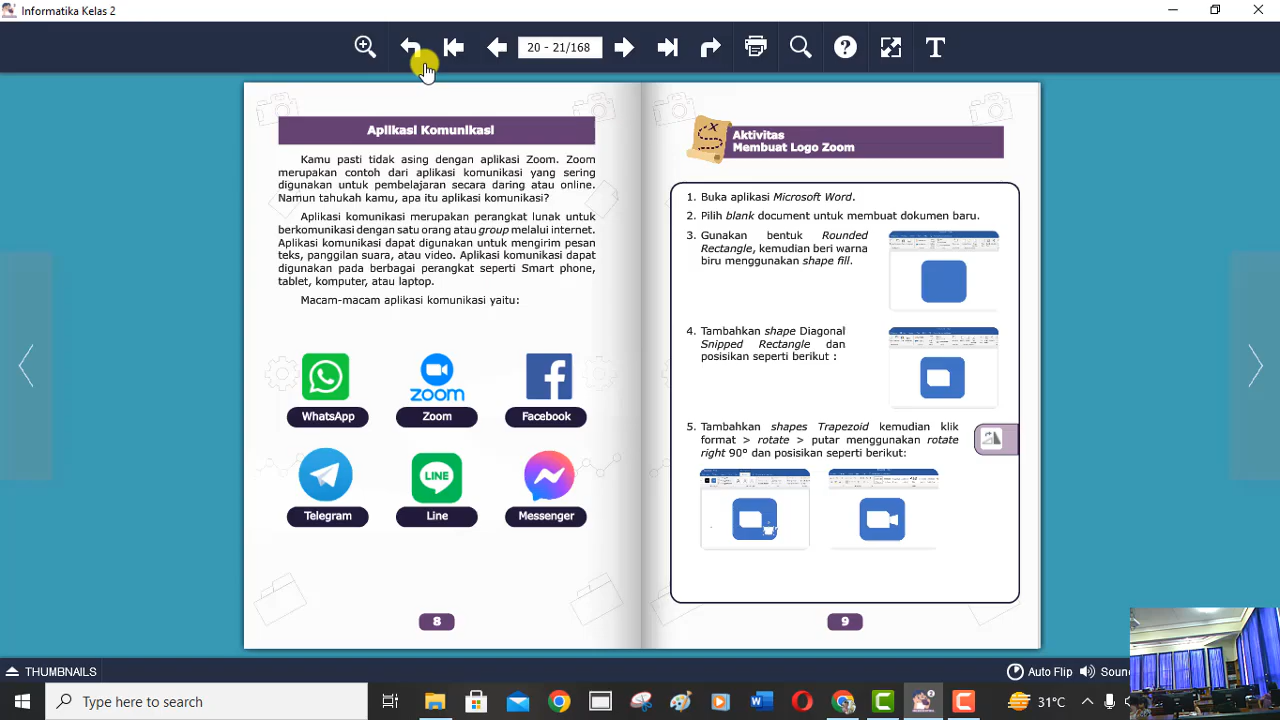 Informatika Kelas 2
20 - 21/168
Aplikasi Komunikasi
Kamu pasti tidak asing dengan aplikasi Zoom. Zoom
merupakan contoh dari aplikasi komunikasi yang sering
digunakan untuk pembelajaran secara daring atau online.
Namun tahukah kamu, apa itu aplikasi komunikasi?
Aplikasi komunikasi merupakan perangkat lunak untuk
berkomunikasi dengan satu orang atau group melalui internet.
Aplikasi komunikasi dapat digunakan untuk mengirim pesan
teks, panggilan suara, atau video. Aplikasi komunikasi dapat
digunakan pada berbagai perangkat seperti Smart phone,
tablet, komputer, atau laptop.
Macam-macam aplikasi komunikasi yaitu:
zoom
WhatsApp
Zoom
Facebook
LINE
Telegram
Line
Messenger
8
Aktivitas
Membuat Logo Zoom
1. Buka aplikasi Microsoft Word.
2. Pilih blank document untuk membuat dokumen baru.
3. Gunakan bentuk Rounded
Rectangle, kemudian beri warna
biru menggunakan shape fill.
4. Tambahkan shape Diagonal
Snipped Rectangle dan
posisikan seperti berikut :
5. Tambahkan shapes Trapezoid kemudian klik
format > rotate > putar menggunakan rotate
right 90° dan posisikan seperti berikut:
9
THUMBNAILS
Auto Flip
Soun
Type here to search
31°C